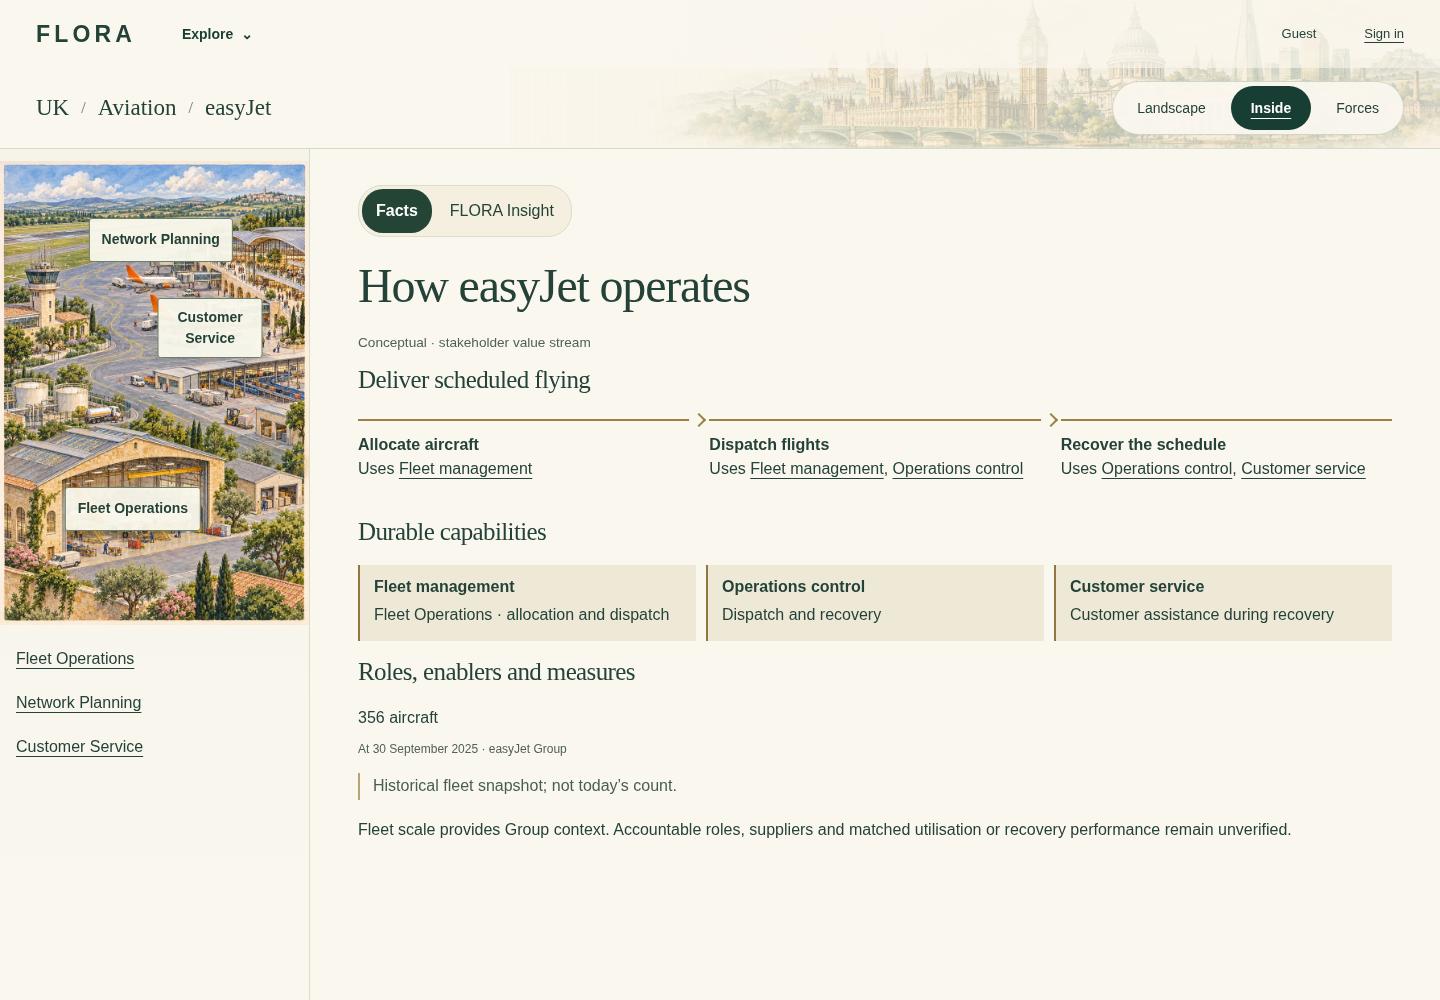 FLORA
Explore
Guest
Sign in
UK / Aviation / easyJet
Landscape
Inside
Forces
Network Planning
Customer
Service
Fleet Operations
Fleet Operations
Network Planning
Customer Service
Facts
FLORA Insight
How easyJet operates
Conceptual · stakeholder value stream
Deliver scheduled flying
Allocate aircraft
Uses Fleet management
Dispatch flights
Uses Fleet management, Operations control
Recover the schedule
Uses Operations control, Customer service
Durable capabilities
Fleet management
Fleet Operations · allocation and dispatch
Operations control
Dispatch and recovery
Customer service
Customer assistance during recovery
Roles, enablers and measures
356 aircraft
At 30 September 2025 · easyJet Group
Historical fleet snapshot; not today's count.
Fleet scale provides Group context. Accountable roles, suppliers and matched utilisation or recovery performance remain unverified.